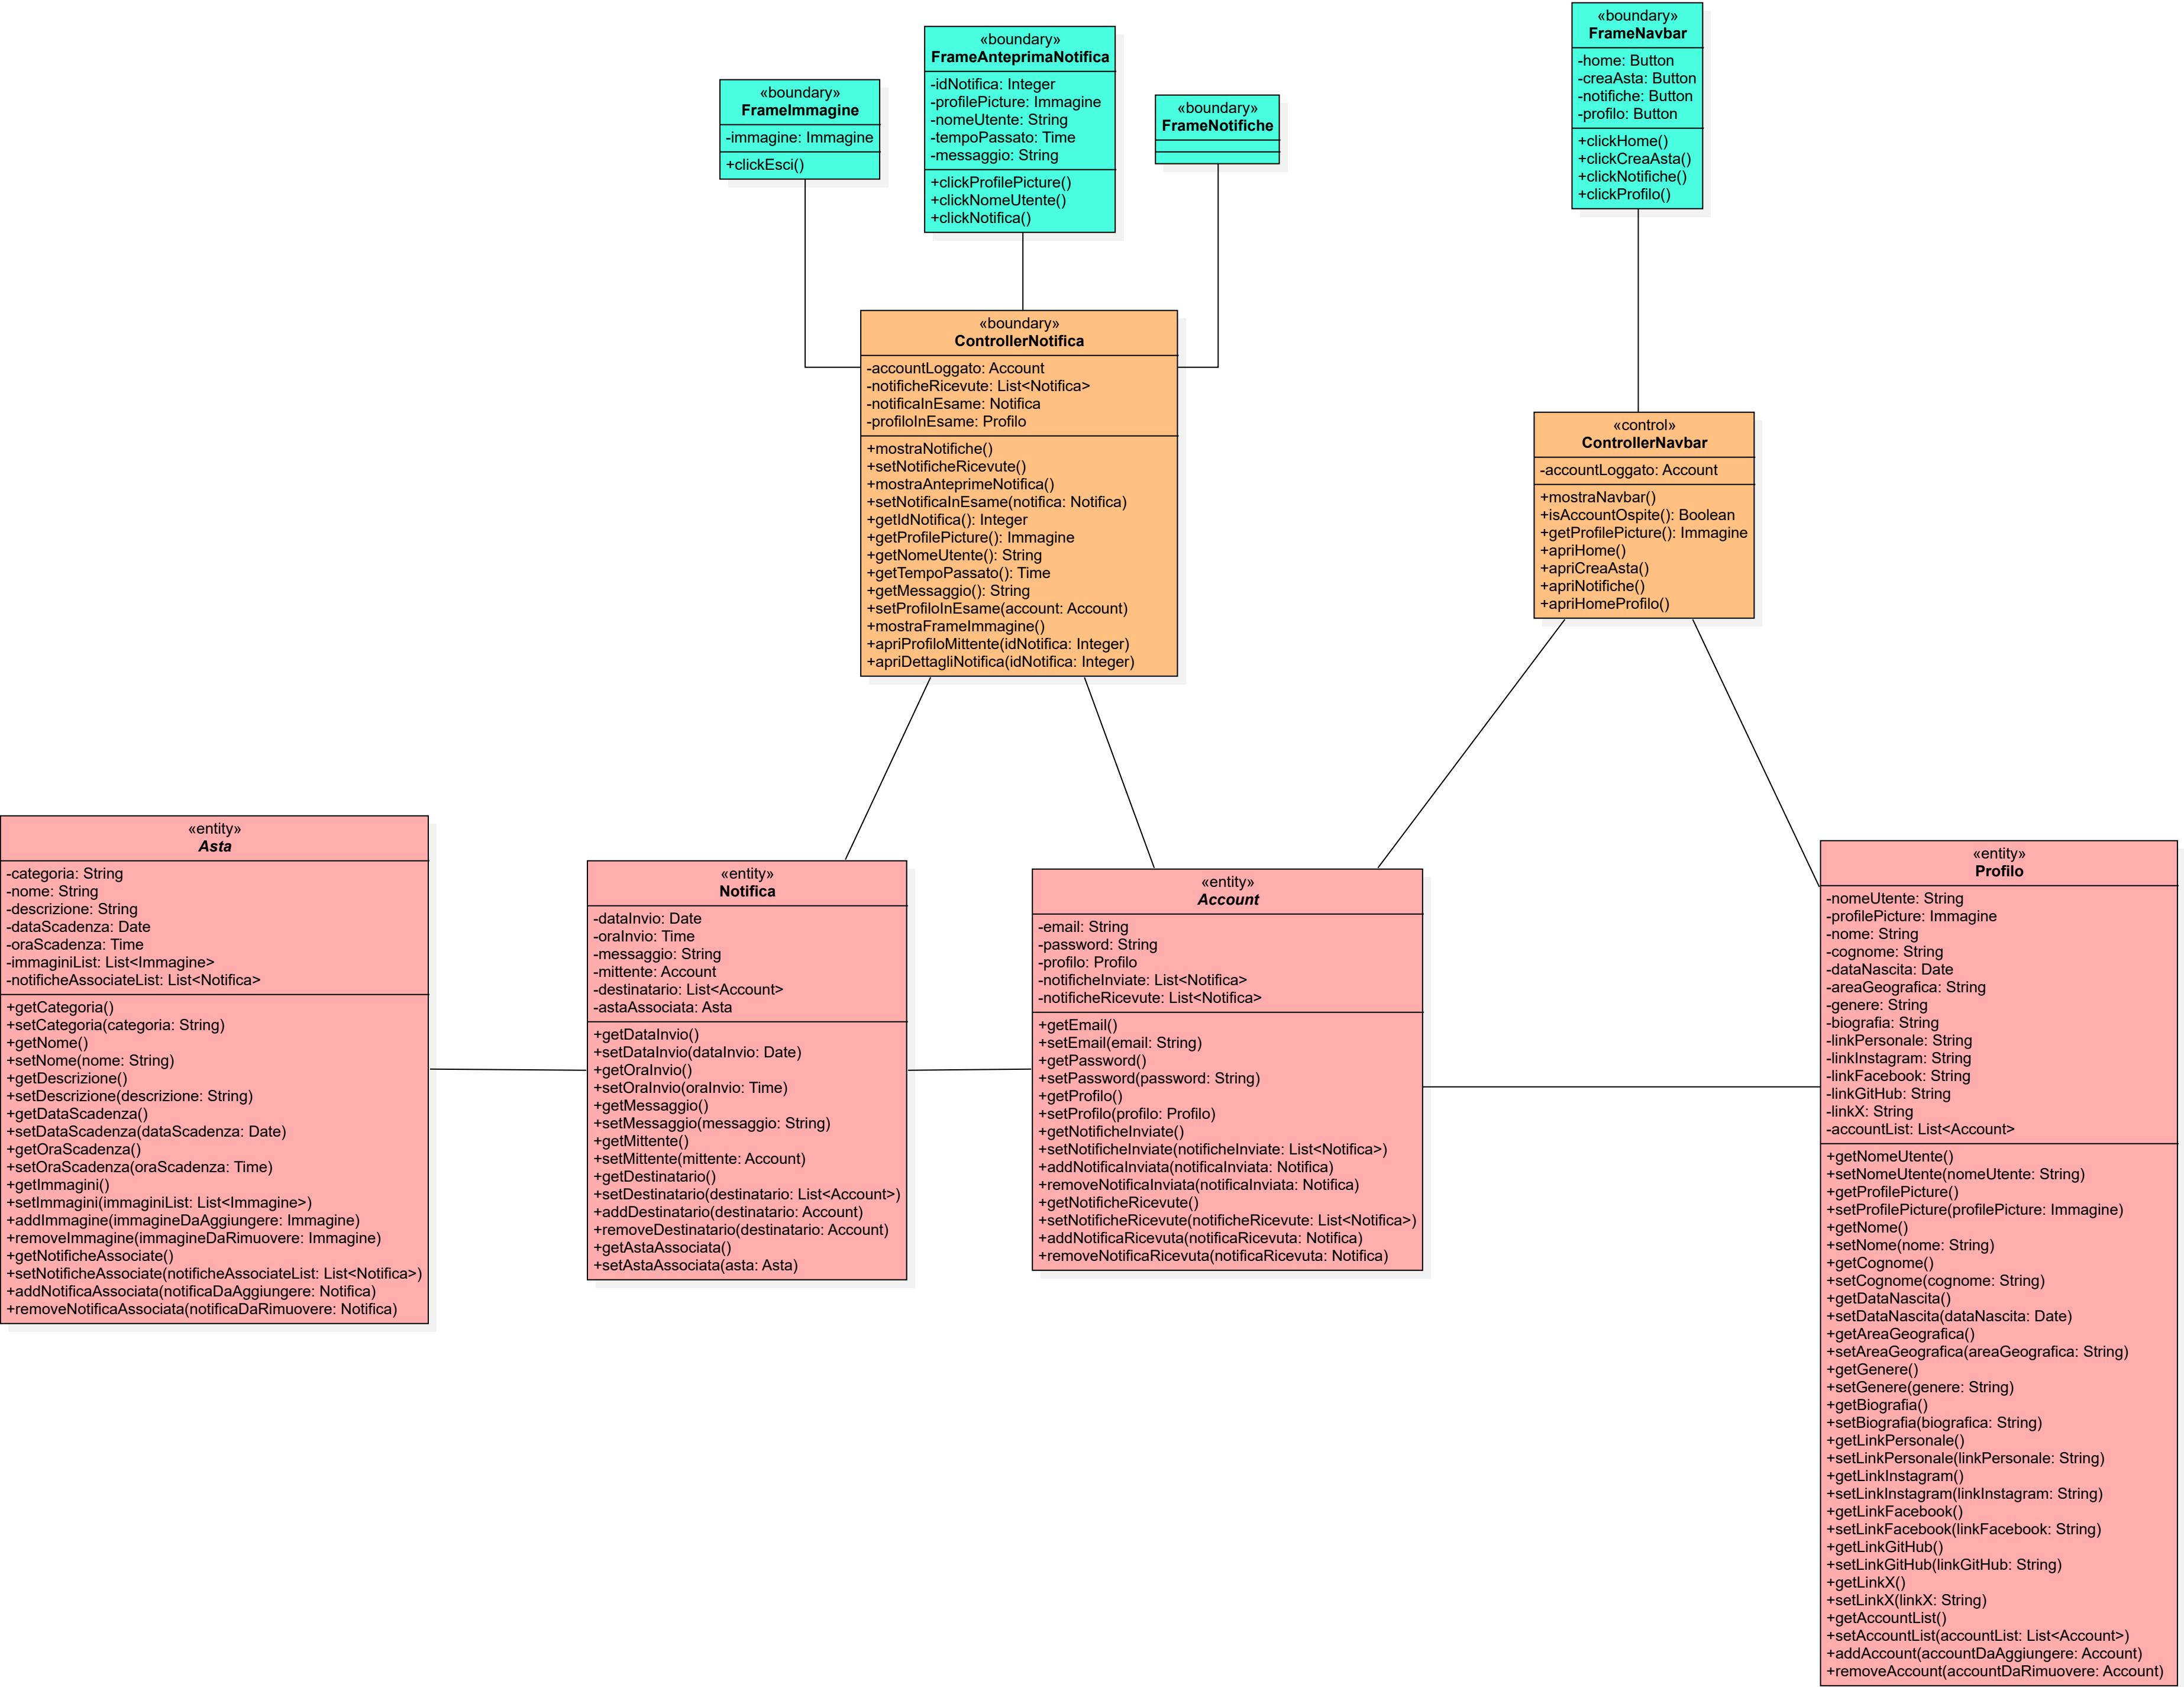 «boundary»
FrameImmagine
-immagine: Immagine
+clickEsci()
«boundary»
FrameAnteprimaNotifica
-idNotifica: Integer
-profilePicture: Immagine
-nomeUtente: String
-tempoPassato: Time
-messaggio: String
+clickProfilePicture()
+clickNomeUtente()
+clickNotifica()
«boundary»
FrameNotifiche
«boundary»
FrameNavbar
-home: Button
-creaAsta: Button
-notifiche: Button
-profilo: Button
+clickHome()
+clickCreaAsta()
+clickNotifiche()
+clickProfilo()
«boundary»
ControllerNotifica
-accountLoggato: Account
-notificheRicevute: List<Notifica>
-notificaInEsame: Notifica
-profiloInEsame: Profilo
+mostraNotifiche()
+setNotificheRicevute()
+mostraAnteprimeNotifica()
+setNotificaInEsame(notifica: Notifica)
+getIdNotifica(): Integer
+getProfilePicture(): Immagine
+getNomeUtente(): String
+getTempoPassato(): Time
+getMessaggio(): String
+setProfiloInEsame(account: Account)
+mostraFrameImmagine()
+apriProfiloMittente(idNotifica: Integer)
+apriDettagliNotifica(idNotifica: Integer)
«control»
ControllerNavbar
-accountLoggato: Account
+mostraNavbar()
+isAccountOspite(): Boolean
+getProfilePicture(): Immagine
+apriHome()
+apriCreaAsta()
+apriNotifiche()
+apriHomeProfilo()
«entity»
Asta
-categoria: String
-nome: String
-descrizione: String
-dataScadenza: Date
-oraScadenza: Time
-immaginiList: List<Immagine>
-notificheAssociateList: List<Notifica>
+getCategoria()
+setCategoria(categoria: String)
+getNome()
+setNome(nome: String)
+getDescrizione()
+setDescrizione(descrizione: String)
+getDataScadenza()
+setDataScadenza(dataScadenza: Date)
+getOraScadenza()
+setOraScadenza(oraScadenza: Time)
+getImmagini()
+setImmagini(immaginiList: List<Immagine>)
+addImmagine(immagineDaAggiungere: Immagine)
+removeImmagine(immagineDaRimuovere: Immagine)
+getNotificheAssociate()
+setNotificheAssociate(notificheAssociateList: List<Notifica>)
+addNotificaAssociata(notificaDaAggiungere: Notifica)
+removeNotificaAssociata(notificaDaRimuovere: Notifica)
«entity»
Notifica
-dataInvio: Date
-oraInvio: Time
-messaggio: String
-mittente: Account
-destinatario: List<Account>
-astaAssociata: Asta
+getDataInvio()
+setDataInvio(dataInvio: Date)
+getOraInvio()
+setOraInvio(oraInvio: Time)
+getMessaggio()
+setMessaggio(messaggio: String)
+getMittente()
+setMittente(mittente: Account)
+getDestinatario()
+setDestinatario(destinatario: List<Account>)
+addDestinatario(destinatario: Account)
+removeDestinatario(destinatario: Account)
+getAstaAssociata()
+setAstaAssociata(asta: Asta)
«entity»
Account
-email: String
-password: String
-profilo: Profilo
-notificheInviate: List<Notifica>
-notificheRicevute: List<Notifica>
+getEmail()
+setEmail(email: String)
+getPassword()
+setPassword(password: String)
+getProfilo()
+setProfilo(profilo: Profilo)
+getNotificheInviate()
+setNotificheInviate(notificheInviate: List<Notifica>)
+addNotificaInviata(notificaInviata: Notifica)
+removeNotificaInviata(notificaInviata: Notifica)
+getNotificheRicevute()
+setNotificheRicevute(notificheRicevute: List<Notifica>)
+addNotificaRicevuta(notificaRicevuta: Notifica)
+removeNotificaRicevuta(notificaRicevuta: Notifica)
«entity»
Profilo
-nomeUtente: String
-profilePicture: Immagine
-nome: String
-cognome: String
-dataNascita: Date
-areaGeografica: String
-genere: String
-biografia: String
-linkPersonale: String
-linkInstagram: String
-linkFacebook: String
-linkGitHub: String
-linkX: String
-accountList: List<Account>
+getNomeUtente()
+setNomeUtente(nomeUtente: String)
+getProfilePicture()
+setProfilePicture(profilePicture: Immagine)
+getNome()
+setNome(nome: String)
+getCognome()
+setCognome(cognome: String)
+getDataNascita()
+setDataNascita(dataNascita: Date)
+getAreaGeografica()
+setAreaGeografica(areaGeografica: String)
+getGenere()
+setGenere(genere: String)
+getBiografia()
+setBiografia(biografica: String)
+getLinkPersonale()
+setLinkPersonale(linkPersonale: String)
+getLinkInstagram()
+setLinkInstagram(linkInstagram: String)
+getLinkFacebook()
+setLinkFacebook(linkFacebook: String)
+getLinkGitHub()
+setLinkGitHub(linkGitHub: String)
+getLinkX()
+setLinkX(linkX: String)
+getAccountList()
+setAccountList(accountList: List<Account>)
+addAccount(accountDaAggiungere: Account)
+removeAccount(accountDaRimuovere: Account)